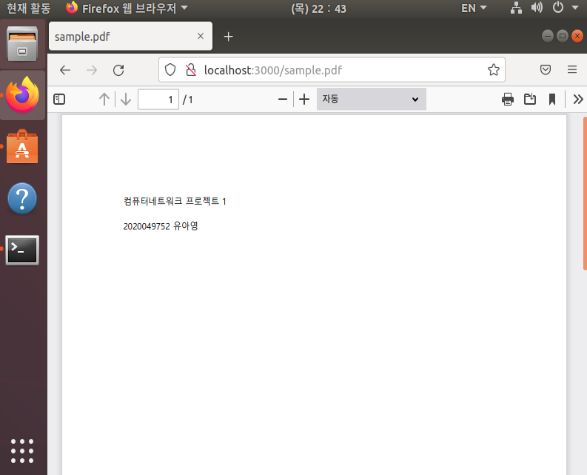 현재 활동 Firefox 웹 브라우저 (목) 22 : 43 EN
sample.pdf
localhost:3000/sample.pdf
1 /1 자동
컴퓨터네트워크 프로젝트 1
2020049752 유아영